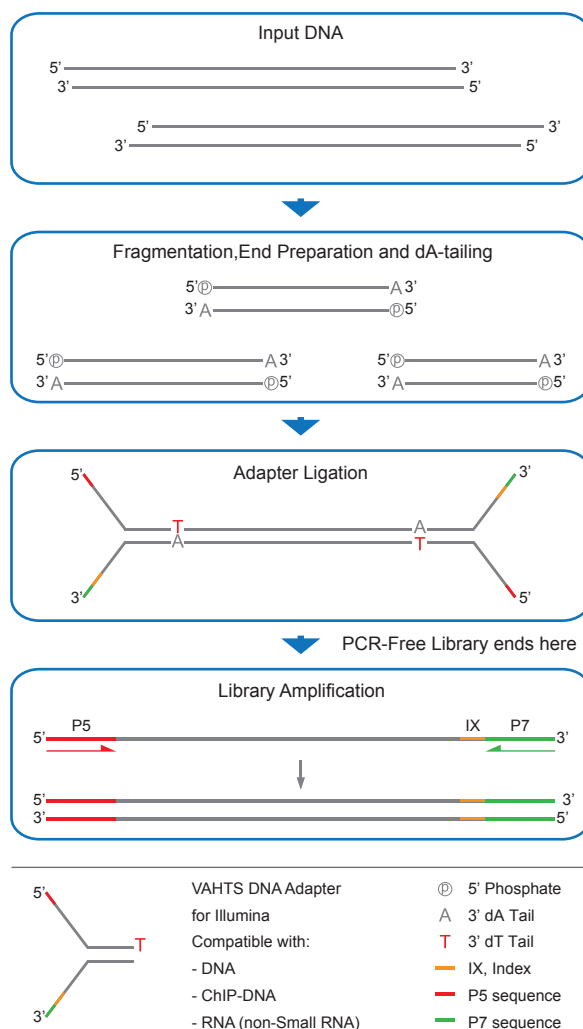 Input DNA
5’ 3’
3’ 5’
5’ 3’
3’ 5’
Fragmentation,End Preparation and dA-tailing
5’ⓟ A 3’
3’ A ⓟ5’
5’ⓟ A 3’ 5’ⓟ A 3’
3’ A ⓟ5’ 3’ A ⓟ5’
Adapter Ligation
5’ 3’
T A
A T
3’ 5’
PCR-Free Library ends here
Library Amplification
P5 IX P7
5’ 3’
5’ 3’
3’ 5’
5’ VAHTS DNA Adapter ⓟ 5’ Phosphate
for Illumina A 3’ dA Tail
T Compatible with: T 3’ dT Tail
- DNA IX, Index
- ChIP-DNA P5 sequence
3’ - RNA (non-Small RNA) P7 sequence